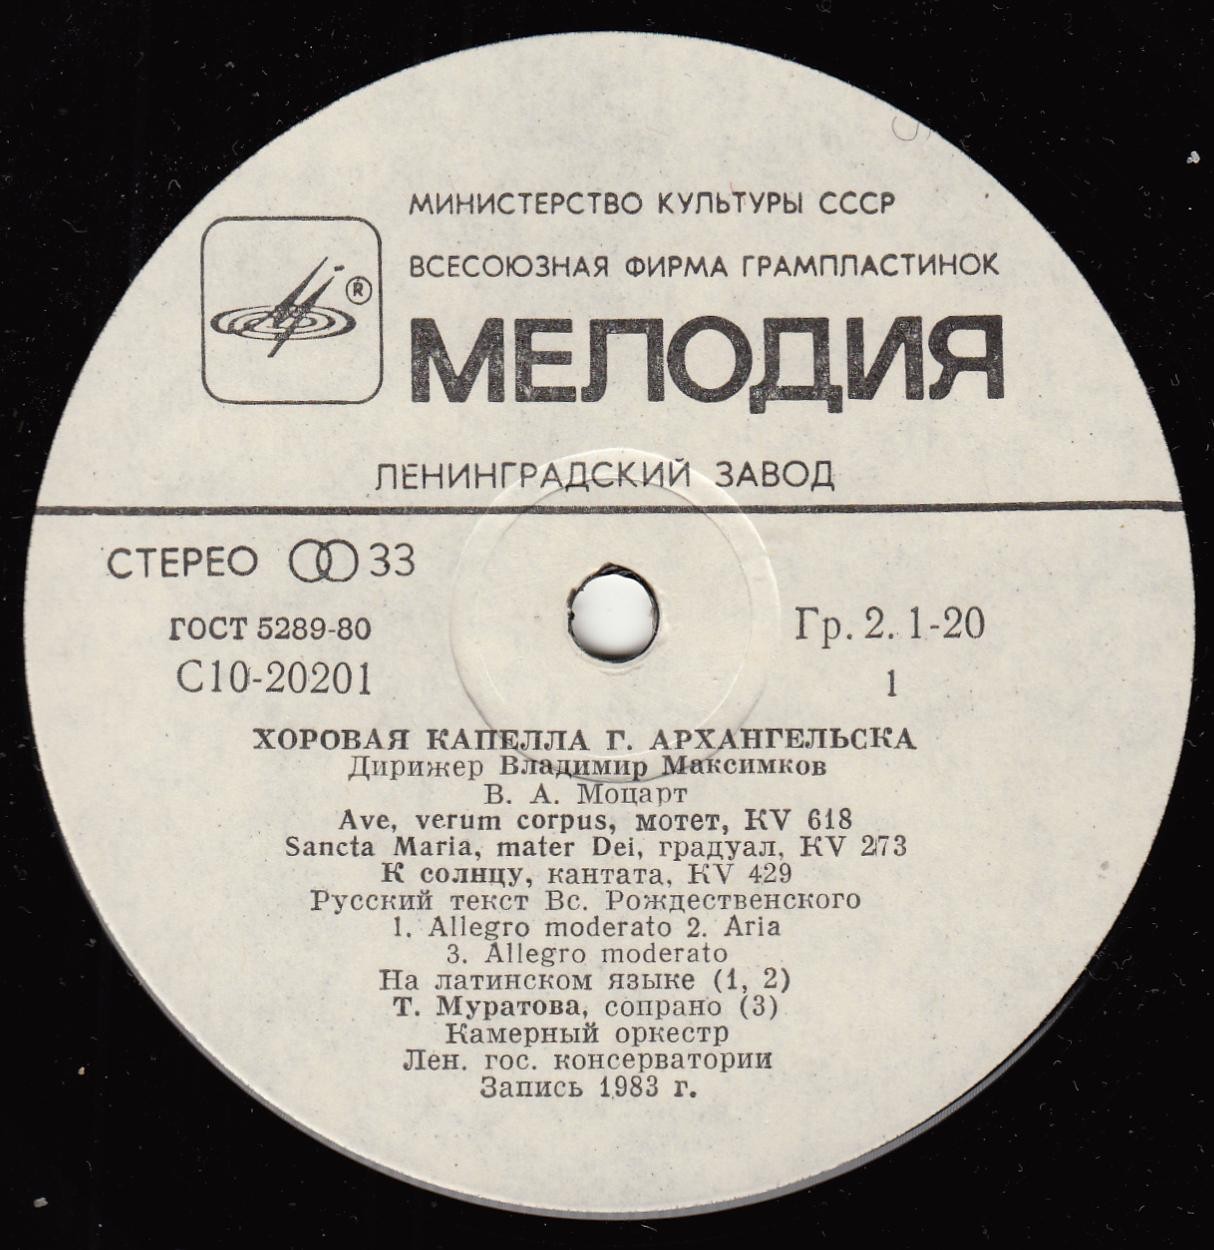 МИНИСТЕРСТВО КУЛЬТУРЫ СССР
ВСЕСОЮЗНАЯ ФИРМА ГРАМПЛАСТИНОК
®
МЕЛОДИЯ
ЛЕНИНГРАДСКИЙ ЗАВОД
СТЕРЕО 33
ГОСТ 5289-80
Гр. 2. 1-20
С10-20201
1
ХОРОВАЯ КАПЕЛЛА Г. АРХАНГЕЛЬСКА
Дирижер Владимир Максимков
В. А. Моцарт
Ave, verum corpus, мотет, KV 618
Sancta Maria, mater Dei, градуал, KV 273
К солнцу, кантата, KV 429
Русский текст Вс. Рождественского
1. Allegro moderato 2. Aria
3. Allegro moderato
На латинском языке (1, 2)
Т. Муратова, сопрано (3)
Камерный оркестр
Лен. гос. консерватории
Запись 1983 г.